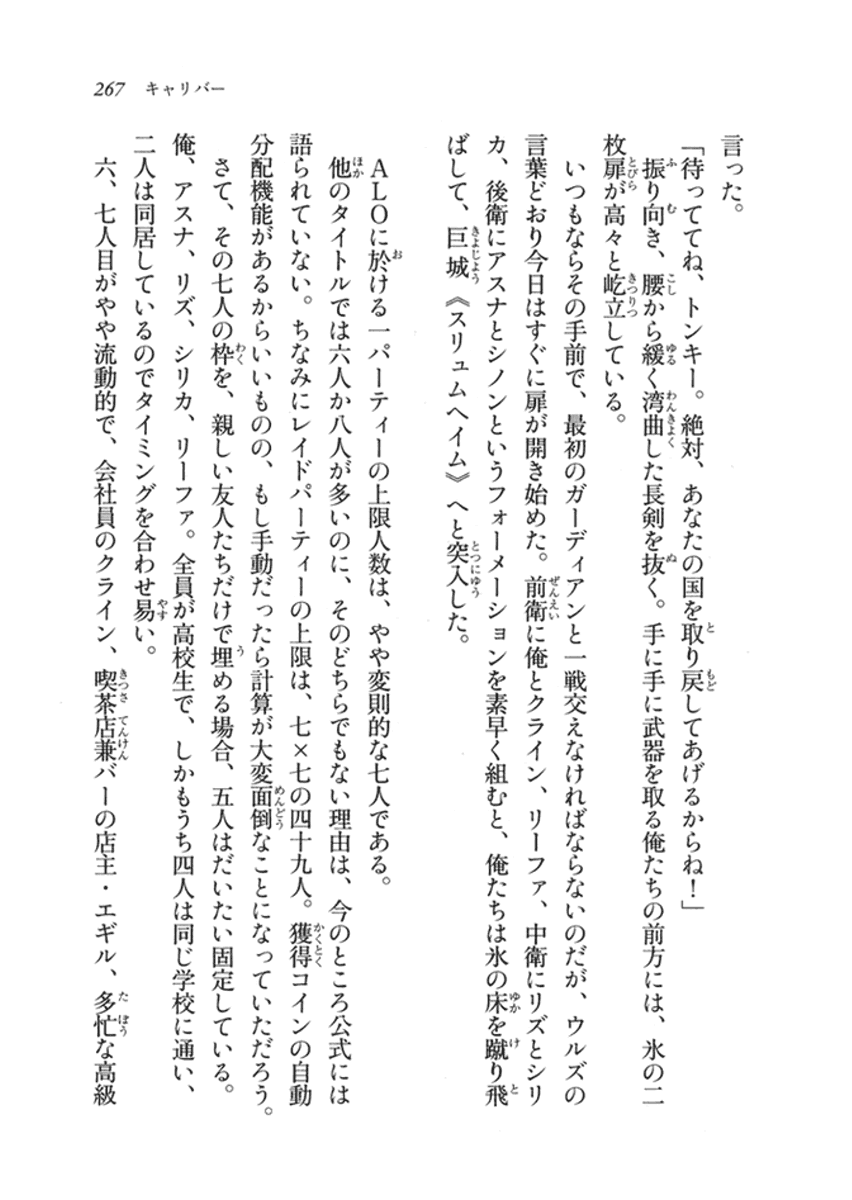 267 キャリバー
言った。
「待っててね、トンキー。絶対、あなたの国を取り戻してあげるからね！」
振り向き、腰から緩く湾曲した長剣を抜く。手に手に武器を取る俺たちの前方には、氷の二
枚扉が高々と屹立している。
いつもならその手前で、最初のガーディアンと一戦交えなければならないのだが、ウルズの
言葉どおり今日はすぐに扉が開き始めた。前衛に俺とクライン、リーファ、中衛にリズとシリ
カ、後衛にアスナとシノンというフォーメーションを素早く組むと、俺たちは氷の床を蹴り飛
ばして、巨城《スリュムヘイム》へと突入した。
ALOに於ける一パーティーの上限人数は、やや変則的な七人である。
他のタイトルでは六人か八人が多いのに、そのどちらでもない理由は、今のところ公式には
語られていない。ちなみにレイドパーティーの上限は、七×七の四十九人。獲得コインの自動
分配機能があるからいいものの、もし手動だったら計算が大変面倒なことになっていただろう。
さて、その七人の枠を、親しい友人たちだけで埋める場合、五人はだいたい固定している。
俺、アスナ、リズ、シリカ、リーファ。全員が高校生で、しかもうち四人は同じ学校に通い、
二人は同居しているのでタイミングを合わせ易い。
六、七人目がやや流動的で、会社員のクライン、喫茶店兼バーの店主・エギル、多忙な高級